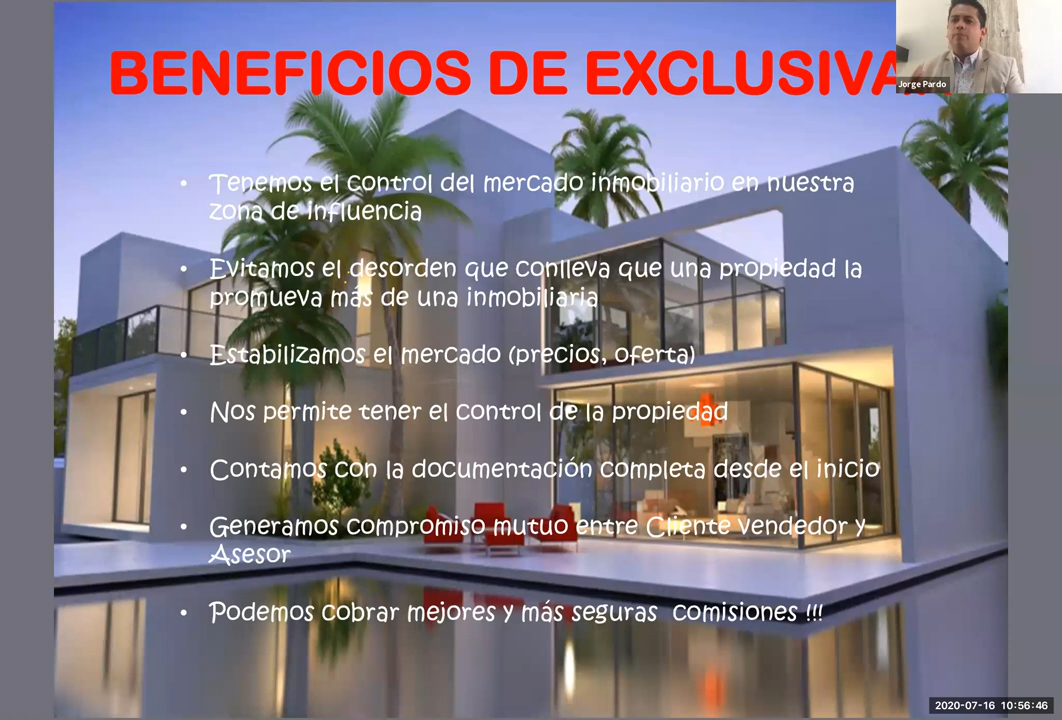 BENEFICIOS DE
Jorge Pardo
• Tenemos el control del mercado inmobiliario en nuestra
zona de influencia
• Evitamos el desorden que conlleva que una propiedad la
promueva más de una inmobiliaria
• Estabilizamos el mercado (precios, oferta)
• Nos permite tener el control de la propiedad
• Contamos con la documentación completa desde el inicio
• Generamos compromiso mutuo entre Cliente vendedor y
Asesor
• Podemos cobrar mejores y más seguras comisiones !!!
2020-07-16 10:56:46